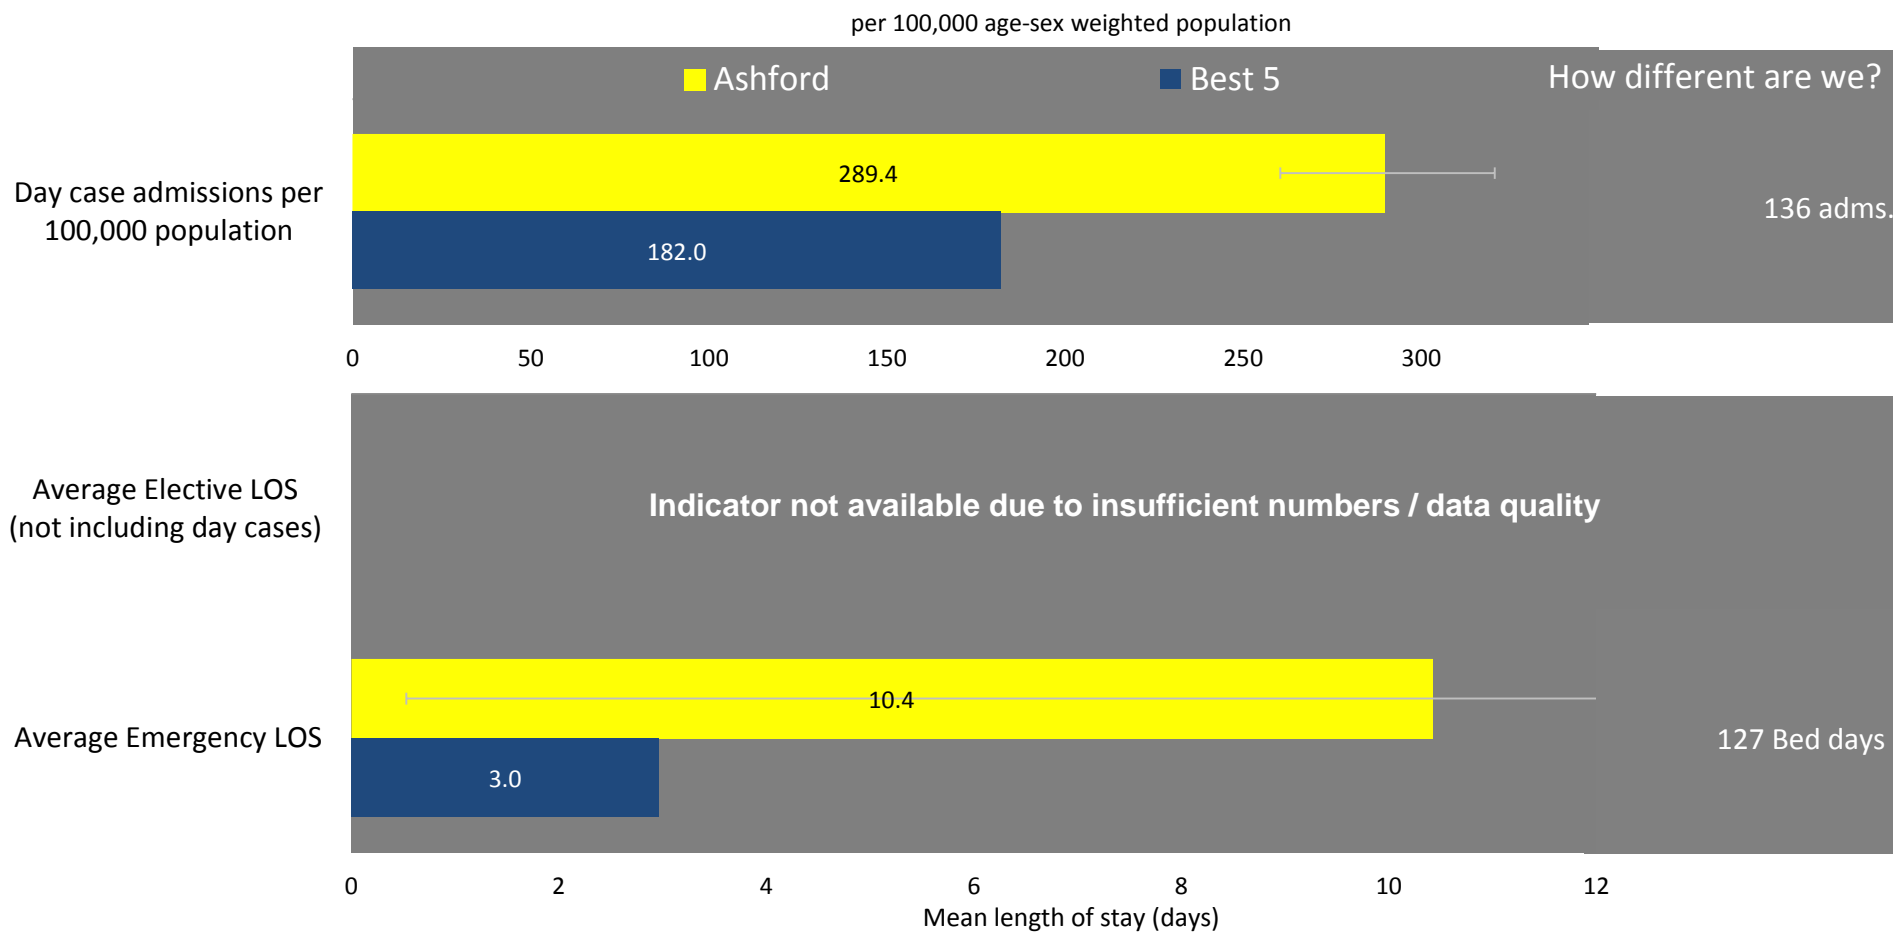 per 100,000 age-sex weighted population
Ashford
Best 5
How different are we?
Day case admissions per
100,000 population
289.4
182.0
136 adms.
0 50 100 150 200 250 300
Average Elective LOS
(not including day cases)
Indicator not available due to insufficient numbers / data quality
Average Emergency LOS
10.4
3.0
127 Bed days
0 2 4 6 8 10 12
Mean length of stay (days)